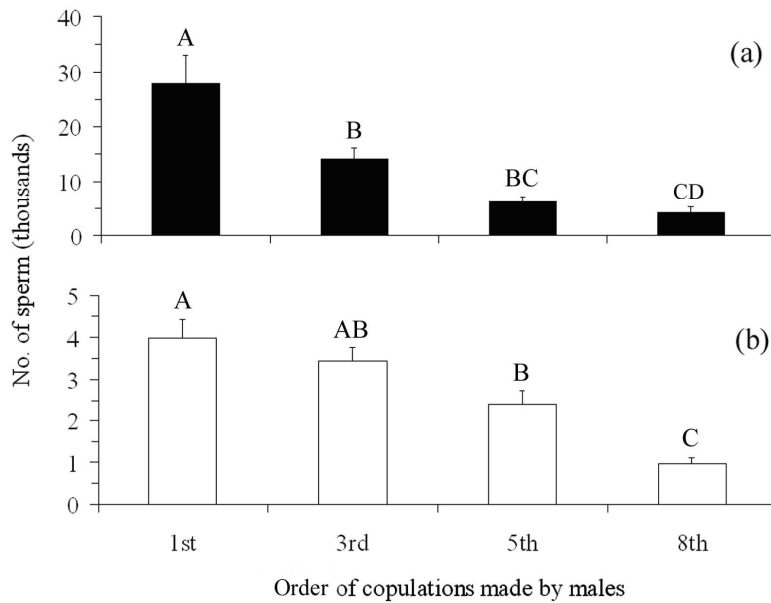 No. of sperm (thousands)
40
30
20
10
0
A
B
BC
CD
(a)
5
4
3
2
1
0
A
AB
B
C
(b)
1st 3rd 5th 8th
Order of copulations made by males